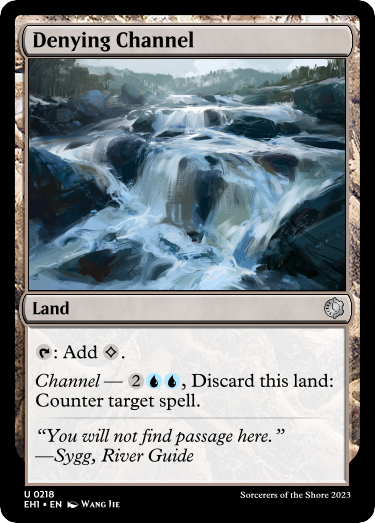 Denying Channel
Land
: Add .
Channel — 2, Discard this land:
Counter target spell.
“You will not find passage here.”
—Sygg, River Guide
U 0218
EH1 • EN Wang Jie
Sorcerers of the Shore 2023